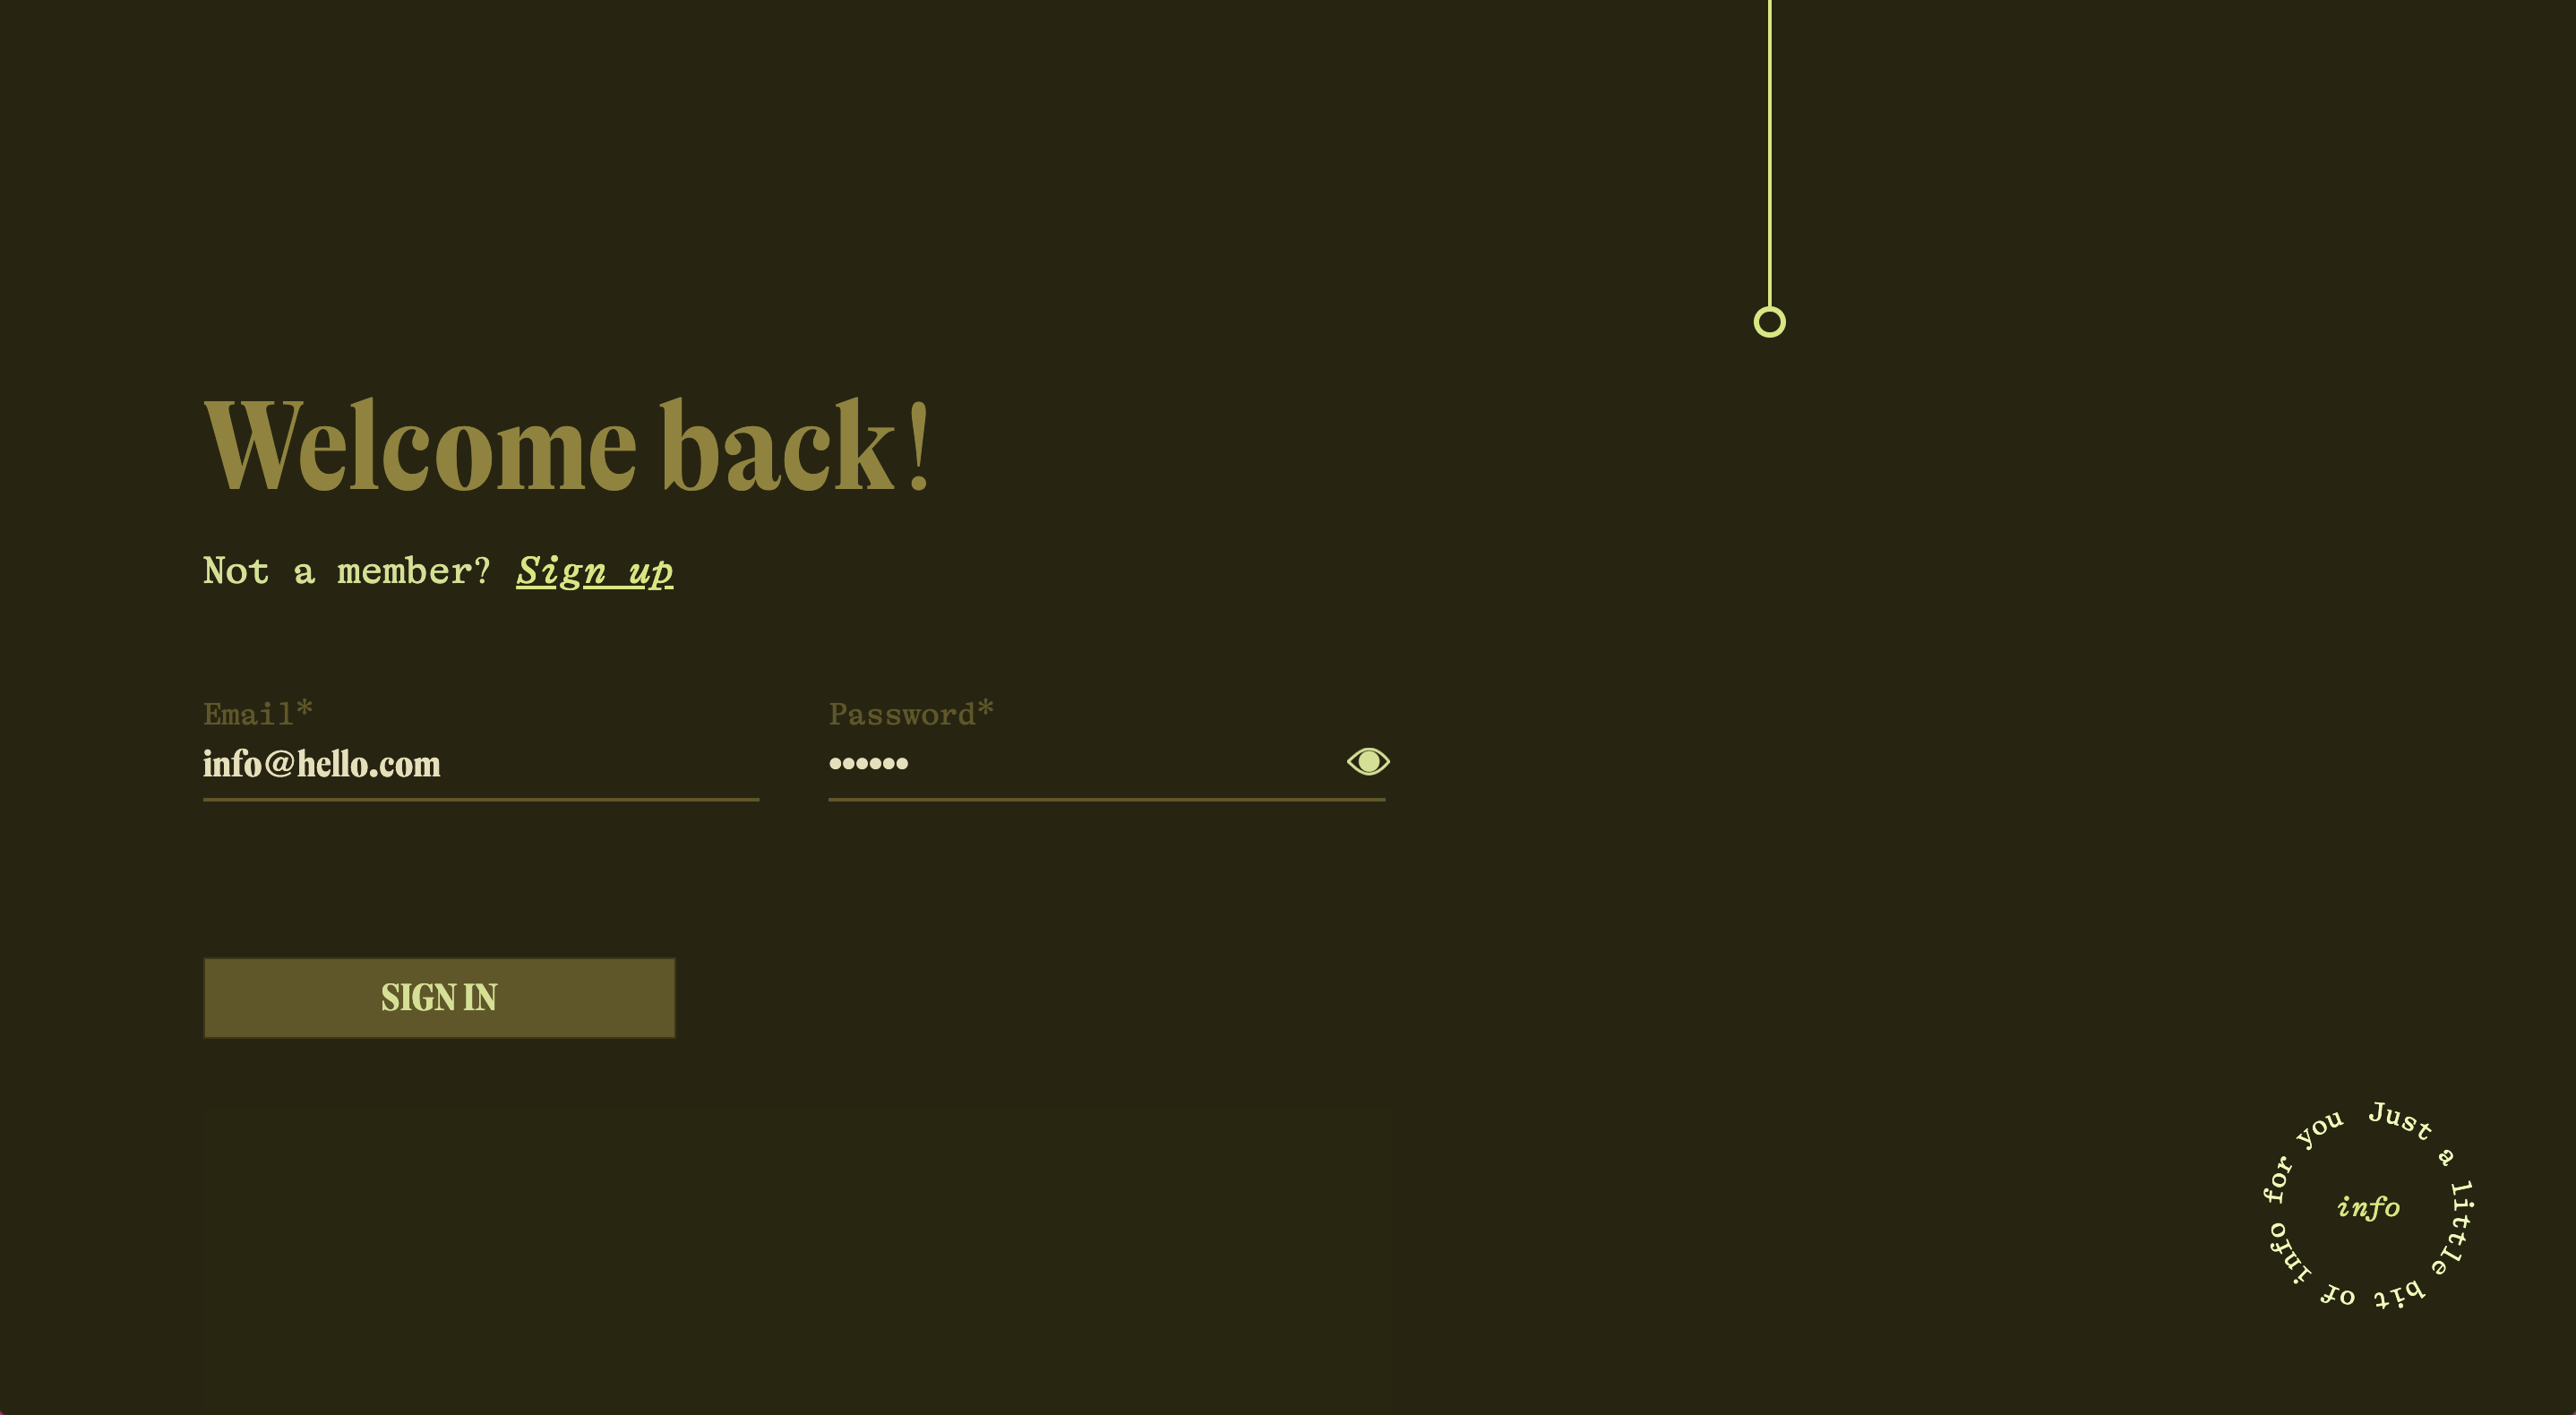 Welcome back!
Not a member? Sign up
Email*
Password*
info@hello.com
••••••
SIGN IN
Just a little bit of info for you
info